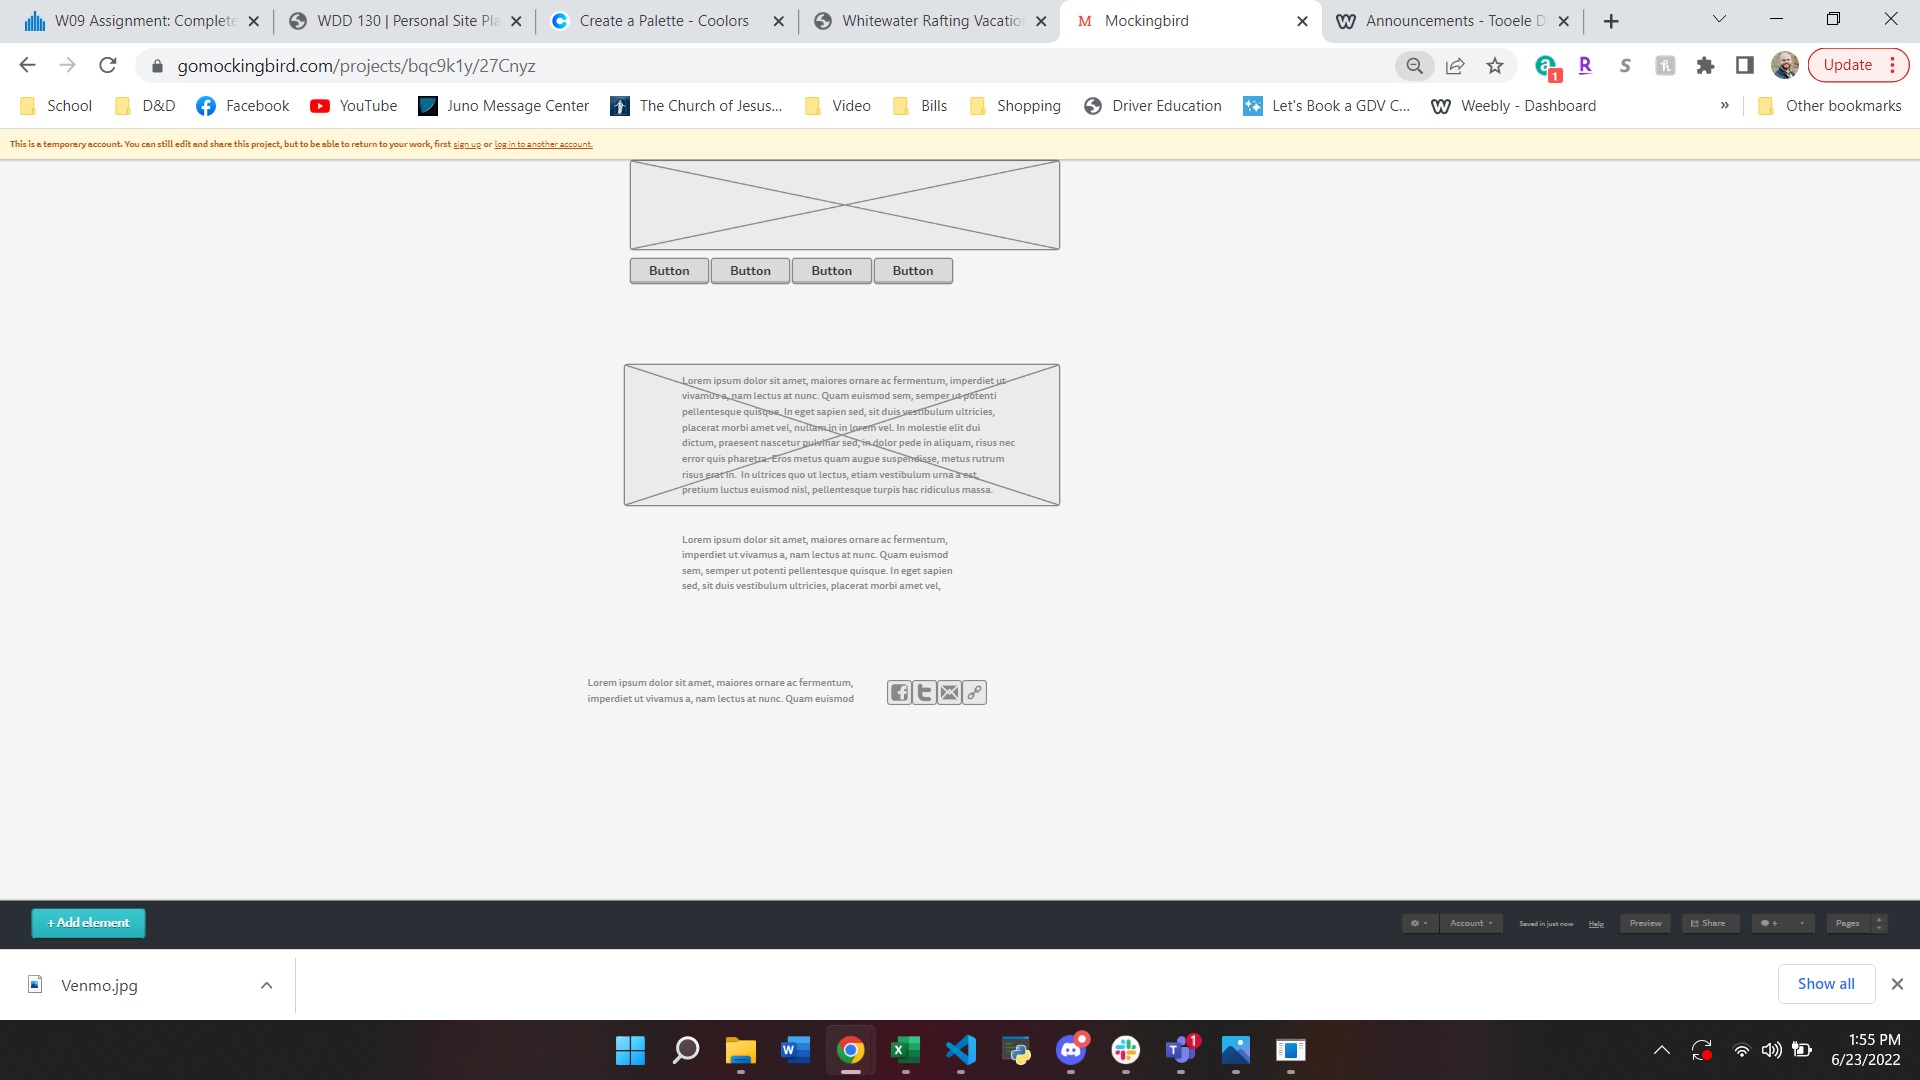 W09 Assignment: Complete
WDD 130 | Personal Site Pla
Create a Palette - Coolors
Whitewater Rafting Vacation
Mockingbird
Announcements - Tooele D
gomockingbird.com/projects/bqc9k1y/27Cnyz
Update
School
D&D
Facebook
YouTube
Juno Message Center
The Church of Jesus...
Video
Bills
Shopping
Driver Education
Let's Book a GDV C...
Weebly - Dashboard
»
Other bookmarks
This is a temporary account. You can still edit and share this project, but to be able to return to your work, first sign up or log in to another account.
Button
Button
Button
Button
Lorem ipsum dolor sit amet, maiores ornare ac fermentum, imperdiet ut
vivamus a, nam lectus at nunc. Quam euismod sem, semper ut potenti
pellentesque quisque. In eget sapien sed, sit duis vestibulum ultricies,
placerat morbi amet vel, nullam in in lorem vel. In molestie elit dui
dictum, praesent nascetur pulvinar sed, in dolor pede in aliquam, risus nec
error quis pharetra. Eros metus quam augue suspendisse, metus rutrum
risus erat in. In ultrices quo ut lectus, etiam vestibulum urna a est,
pretium luctus euismod nisl, pellentesque turpis hac ridiculus massa.
Lorem ipsum dolor sit amet, maiores ornare ac fermentum,
imperdiet ut vivamus a, nam lectus at nunc. Quam euismod
sem, semper ut potenti pellentesque quisque. In eget sapien
sed, sit duis vestibulum ultricies, placerat morbi amet vel,
Lorem ipsum dolor sit amet, maiores ornare ac fermentum,
imperdiet ut vivamus a, nam lectus at nunc. Quam euismod
+ Add element
Account
Saved in just now
Help
Preview
Share
+
Pages
Venmo.jpg
Show all
1:55 PM
6/23/2022